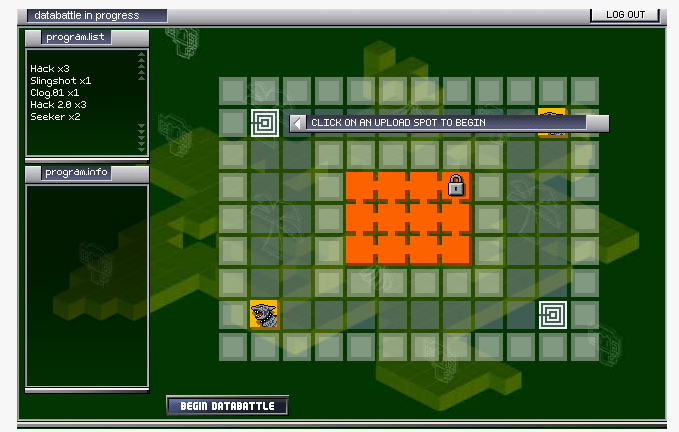 databattle in progress
LOG OUT
program.list
Hack x3
Slingshot x1
Clog.01 x1
Hack 2.0 x3
Seeker x2
CLICK ON AN UPLOAD SPOT TO BEGIN
program.info
BEGIN DATABATTLE